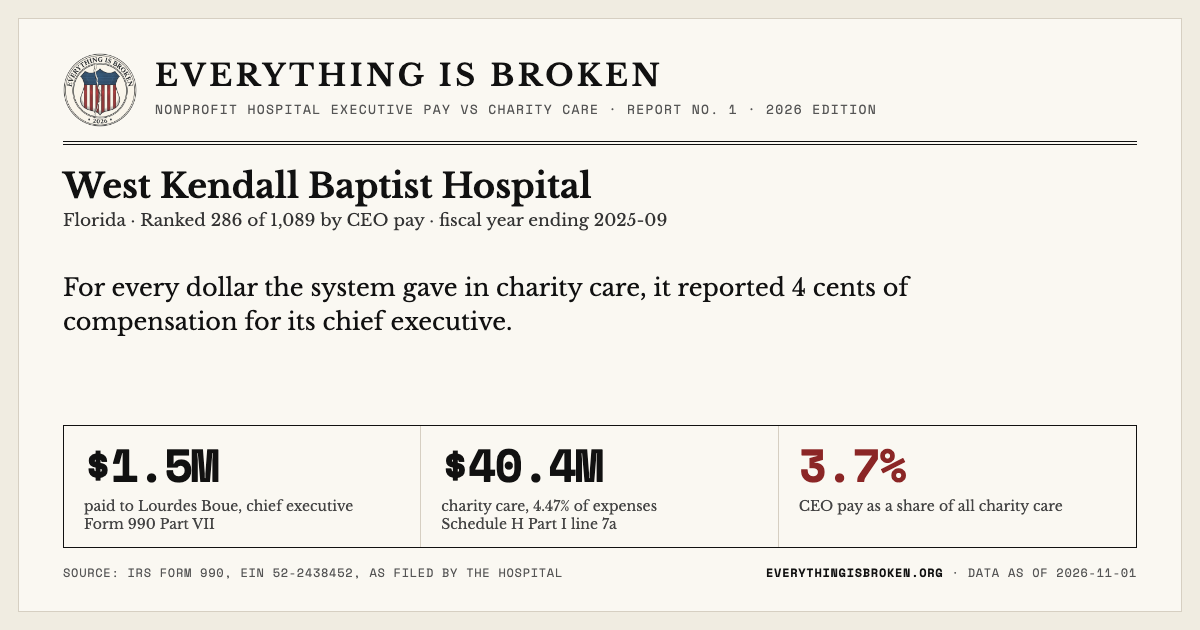 EVERYTHING IS BROKEN
· 2026 ·
EVERYTHING IS BROKEN
NONPROFIT HOSPITAL EXECUTIVE PAY VS CHARITY CARE · REPORT NO. 1 · 2026 EDITION
West Kendall Baptist Hospital
Florida · Ranked 286 of 1,089 by CEO pay · fiscal year ending 2025-09
For every dollar the system gave in charity care, it reported 4 cents of
compensation for its chief executive.
$1.5M
paid to Lourdes Boue, chief executive
Form 990 Part VII
$40.4M
charity care, 4.47% of expenses
Schedule H Part I line 7a
3.7%
CEO pay as a share of all charity care
SOURCE: IRS FORM 990, EIN 52-2438452, AS FILED BY THE HOSPITAL
EVERYTHINGISBROKEN.ORG · DATA AS OF 2026-11-01